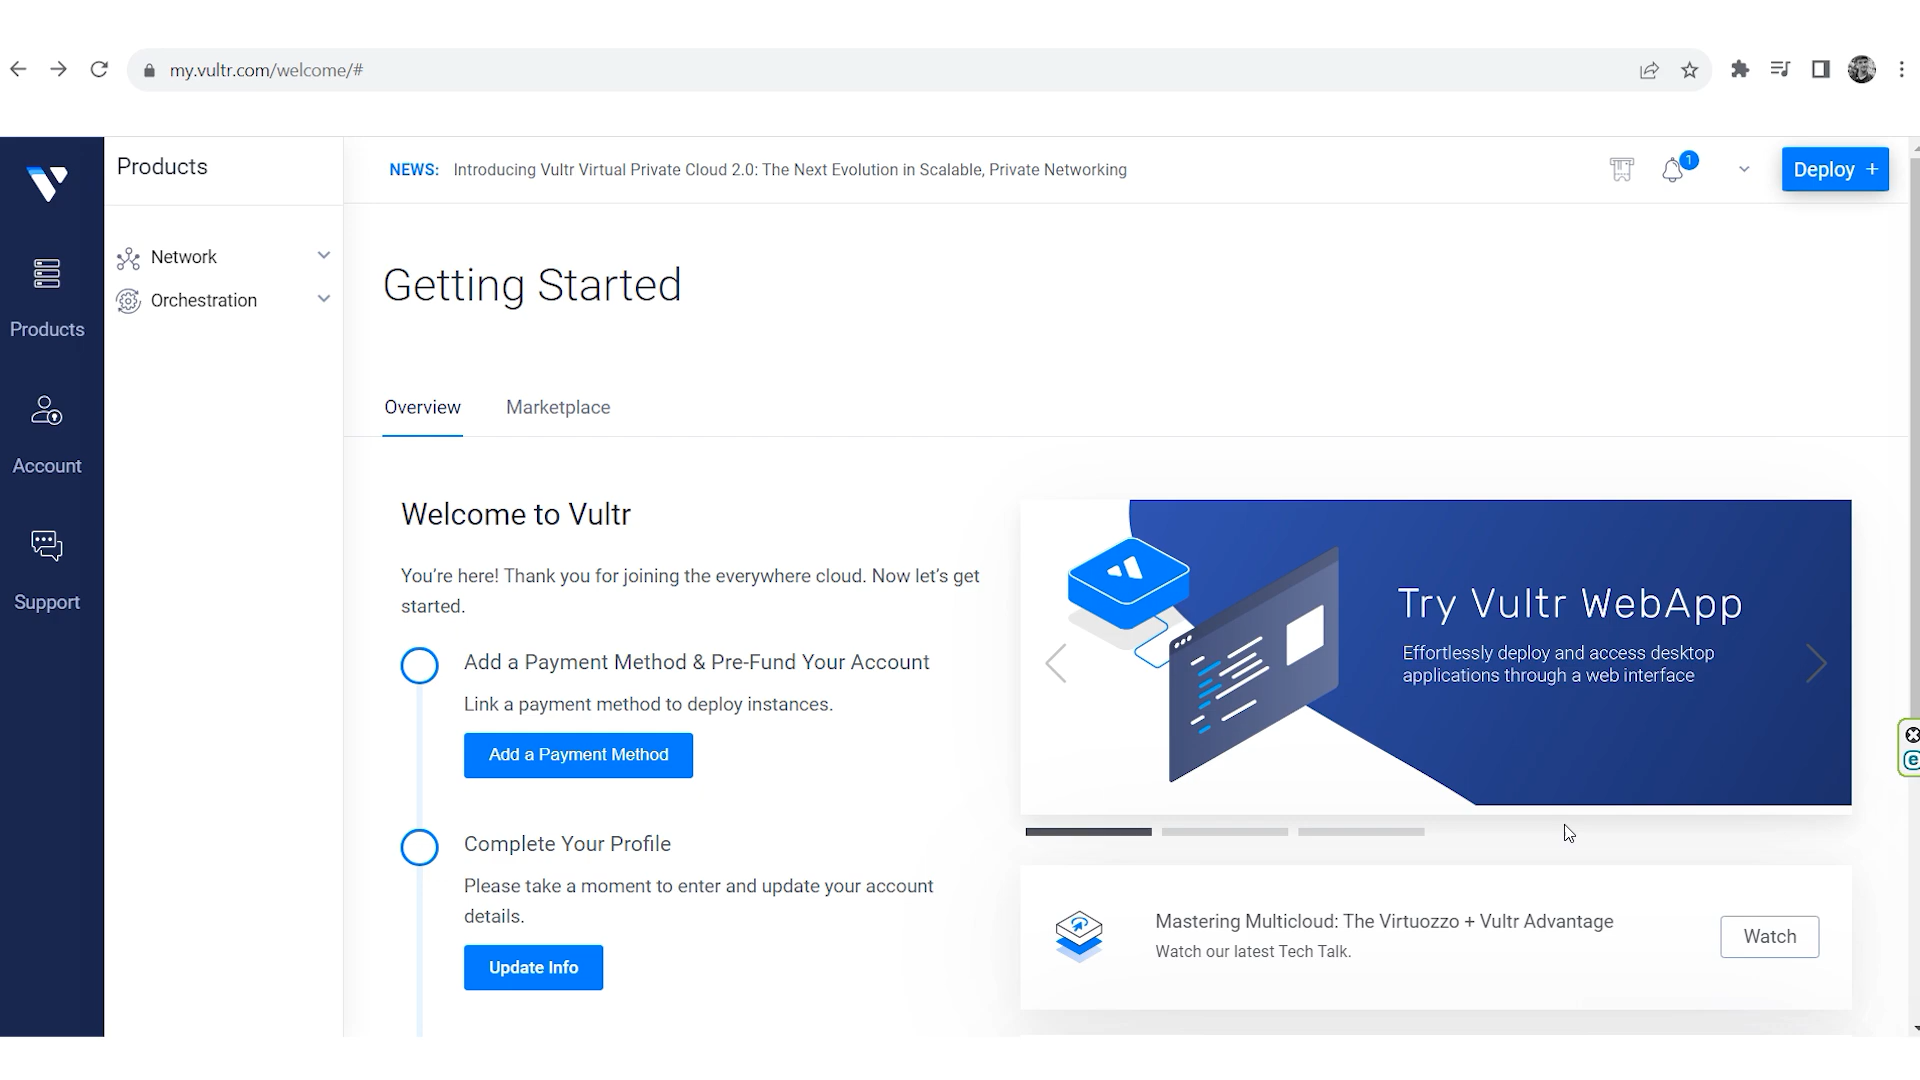 my.vultr.com/welcome/#
Products
NEWS: Introducing Vultr Virtual Private Cloud 2.0: The Next Evolution in Scalable, Private Networking
1
Deploy +
Network
Orchestration
Products
Account
Support
Getting Started
Overview
Marketplace
Welcome to Vultr
You're here! Thank you for joining the everywhere cloud. Now let's get
started.
Add a Payment Method & Pre-Fund Your Account
Link a payment method to deploy instances.
Add a Payment Method
Complete Your Profile
Please take a moment to enter and update your account
details.
Update Info
Try Vultr WebApp
Effortlessly deploy and access desktop
applications through a web interface
Mastering Multicloud: The Virtuozzo + Vultr Advantage
Watch our latest Tech Talk.
Watch